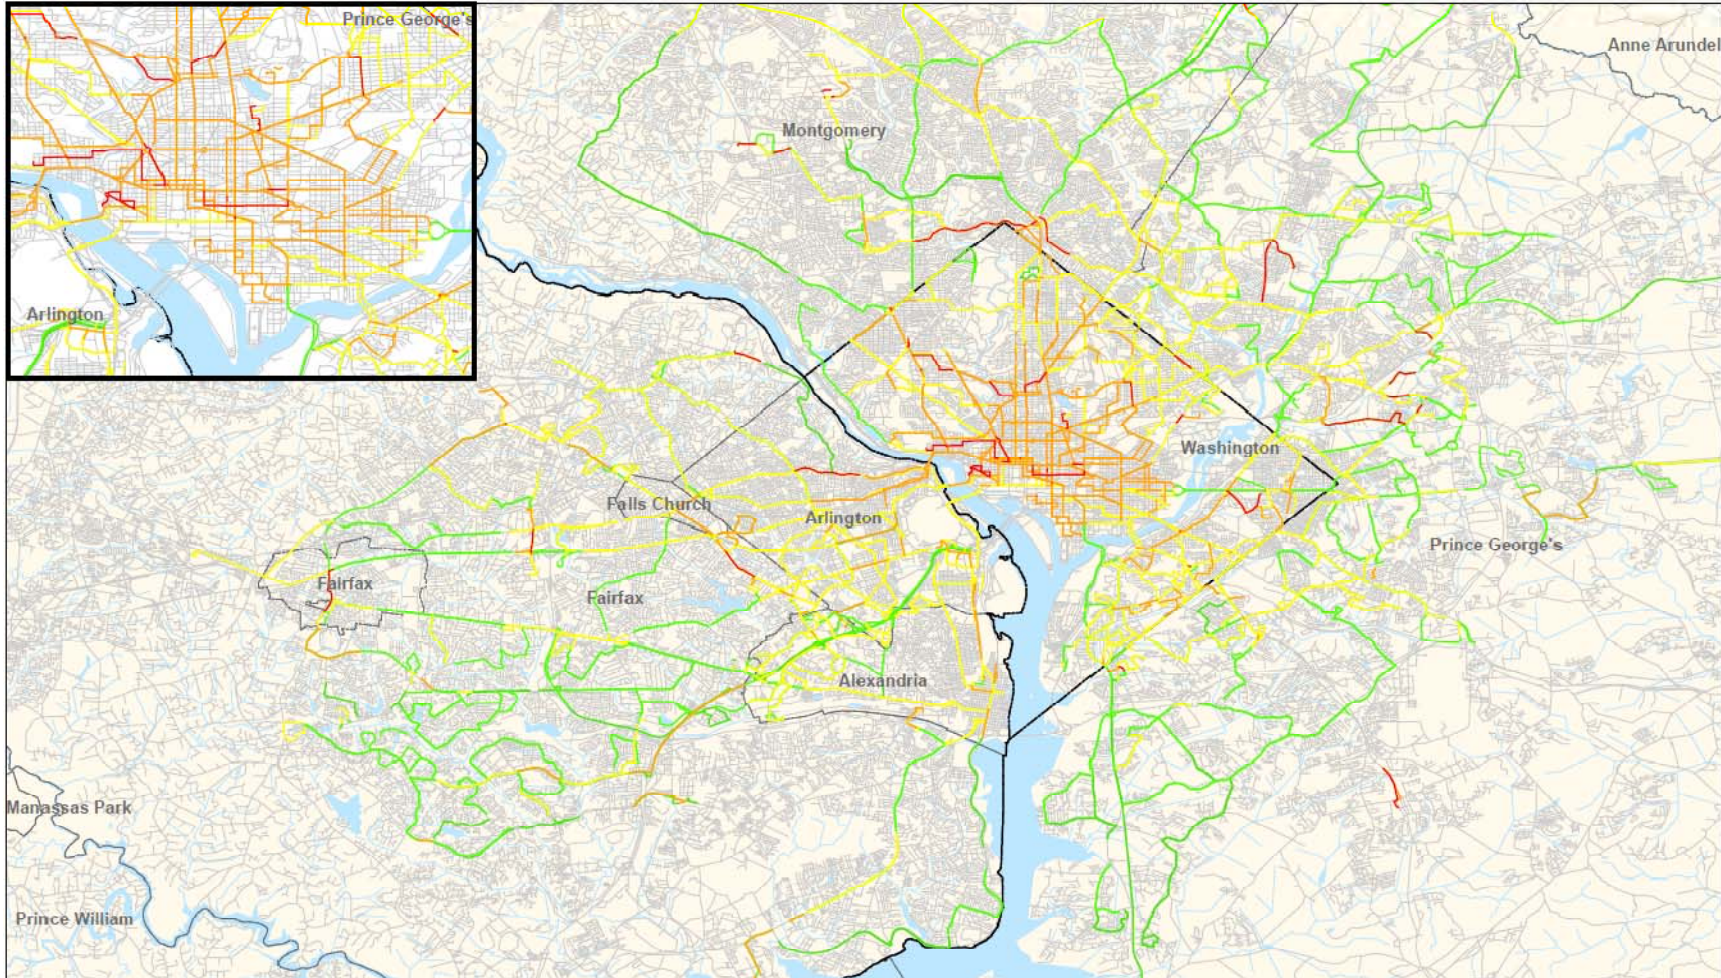 Prince George's
Anne Arundel
Montgomery
Arlington
Washington
Falls Church
Arlington
Prince George's
Fairfax
Fairfax
Alexandria
Manassas Park
Prince William